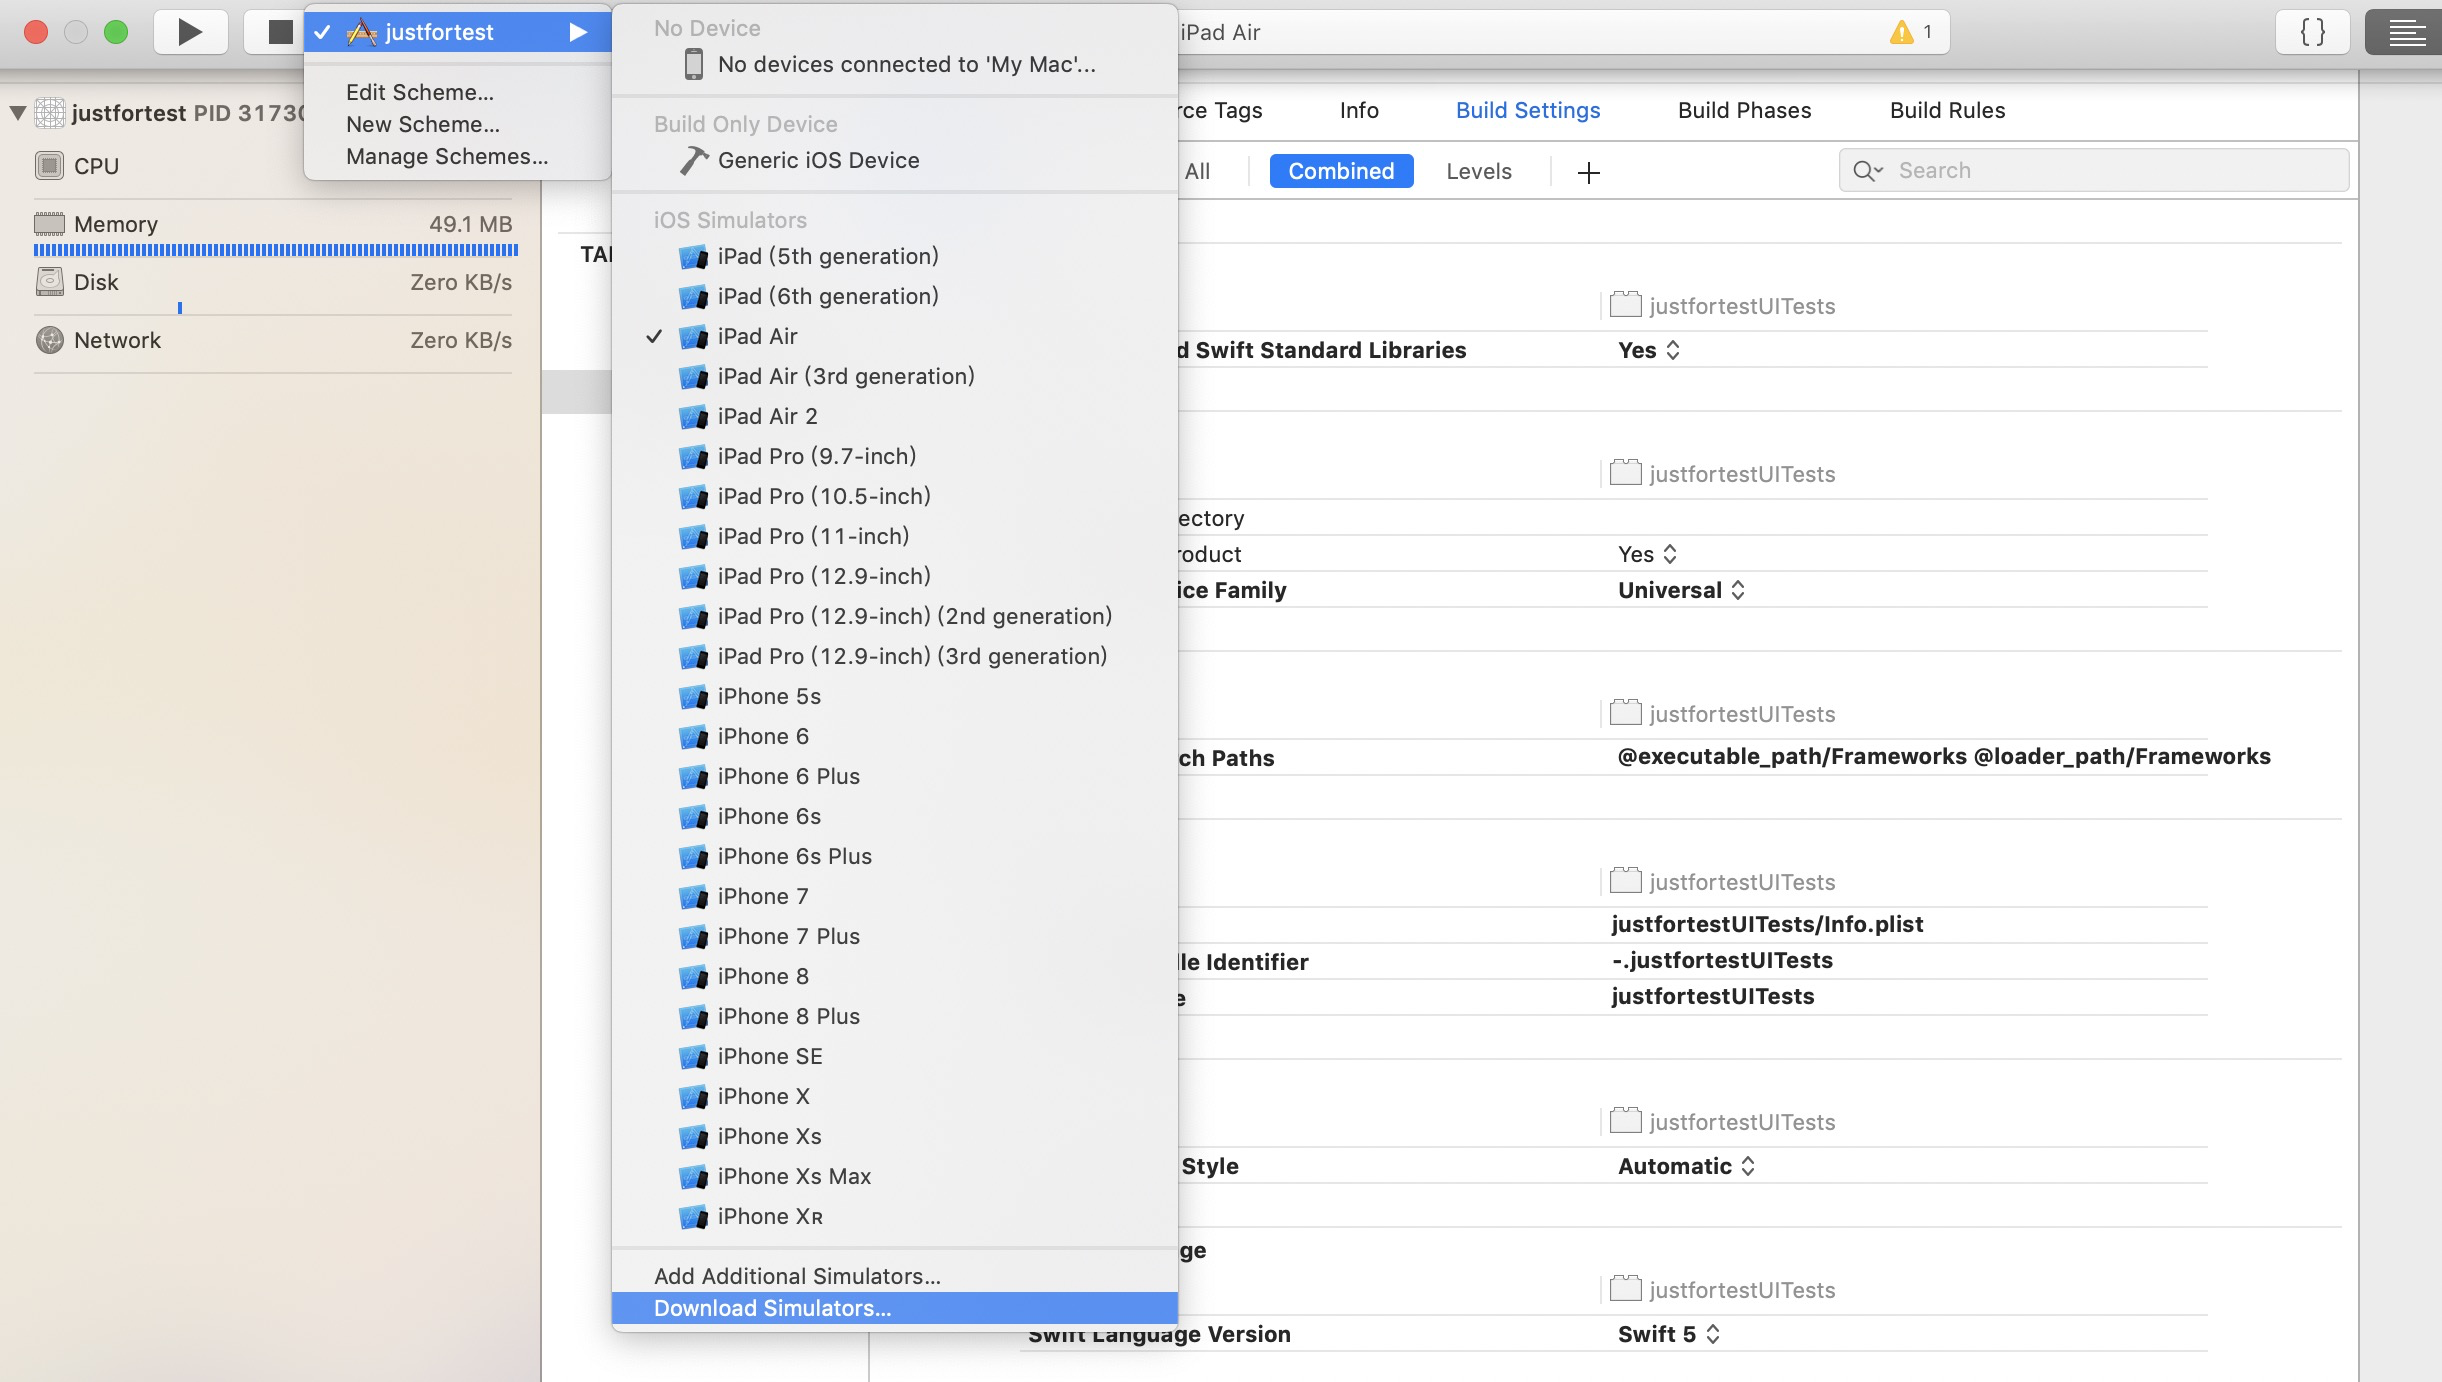 justfortest
Edit Scheme...
New Scheme...
Manage Schemes...
No Device
No devices connected to 'My Mac'...
Build Only Device
Generic iOS Device
iOS Simulators
iPad (5th generation)
iPad (6th generation)
iPad Air
iPad Air (3rd generation)
iPad Air 2
iPad Pro (9.7-inch)
iPad Pro (10.5-inch)
iPad Pro (11-inch)
iPad Pro (12.9-inch)
iPad Pro (12.9-inch) (2nd generation)
iPad Pro (12.9-inch) (3rd generation)
iPhone 5s
iPhone 6
iPhone 6 Plus
iPhone 6s
iPhone 6s Plus
iPhone 7
iPhone 7 Plus
iPhone 8
iPhone 8 Plus
iPhone SE
iPhone X
iPhone Xs
iPhone Xs Max
iPhone Xʀ
Add Additional Simulators...
Download Simulators...
justfortest PID 3173
CPU
Memory 49.1 MB
Disk Zero KB/s
Network Zero KB/s
iPad Air 1
{ }
rce Tags Info Build Settings Build Phases Build Rules
All Combined Levels + Search
TA
justfortestUITests
d Swift Standard Libraries Yes
justfortestUITests
ectory
roduct Yes
ice Family Universal
justfortestUITests
ch Paths @executable_path/Frameworks @loader_path/Frameworks
justfortestUITests
justfortestUITests/Info.plist
le Identifier -.justfortestUITests
e justfortestUITests
justfortestUITests
Style Automatic
ge
justfortestUITests
Swift Language Version Swift 5